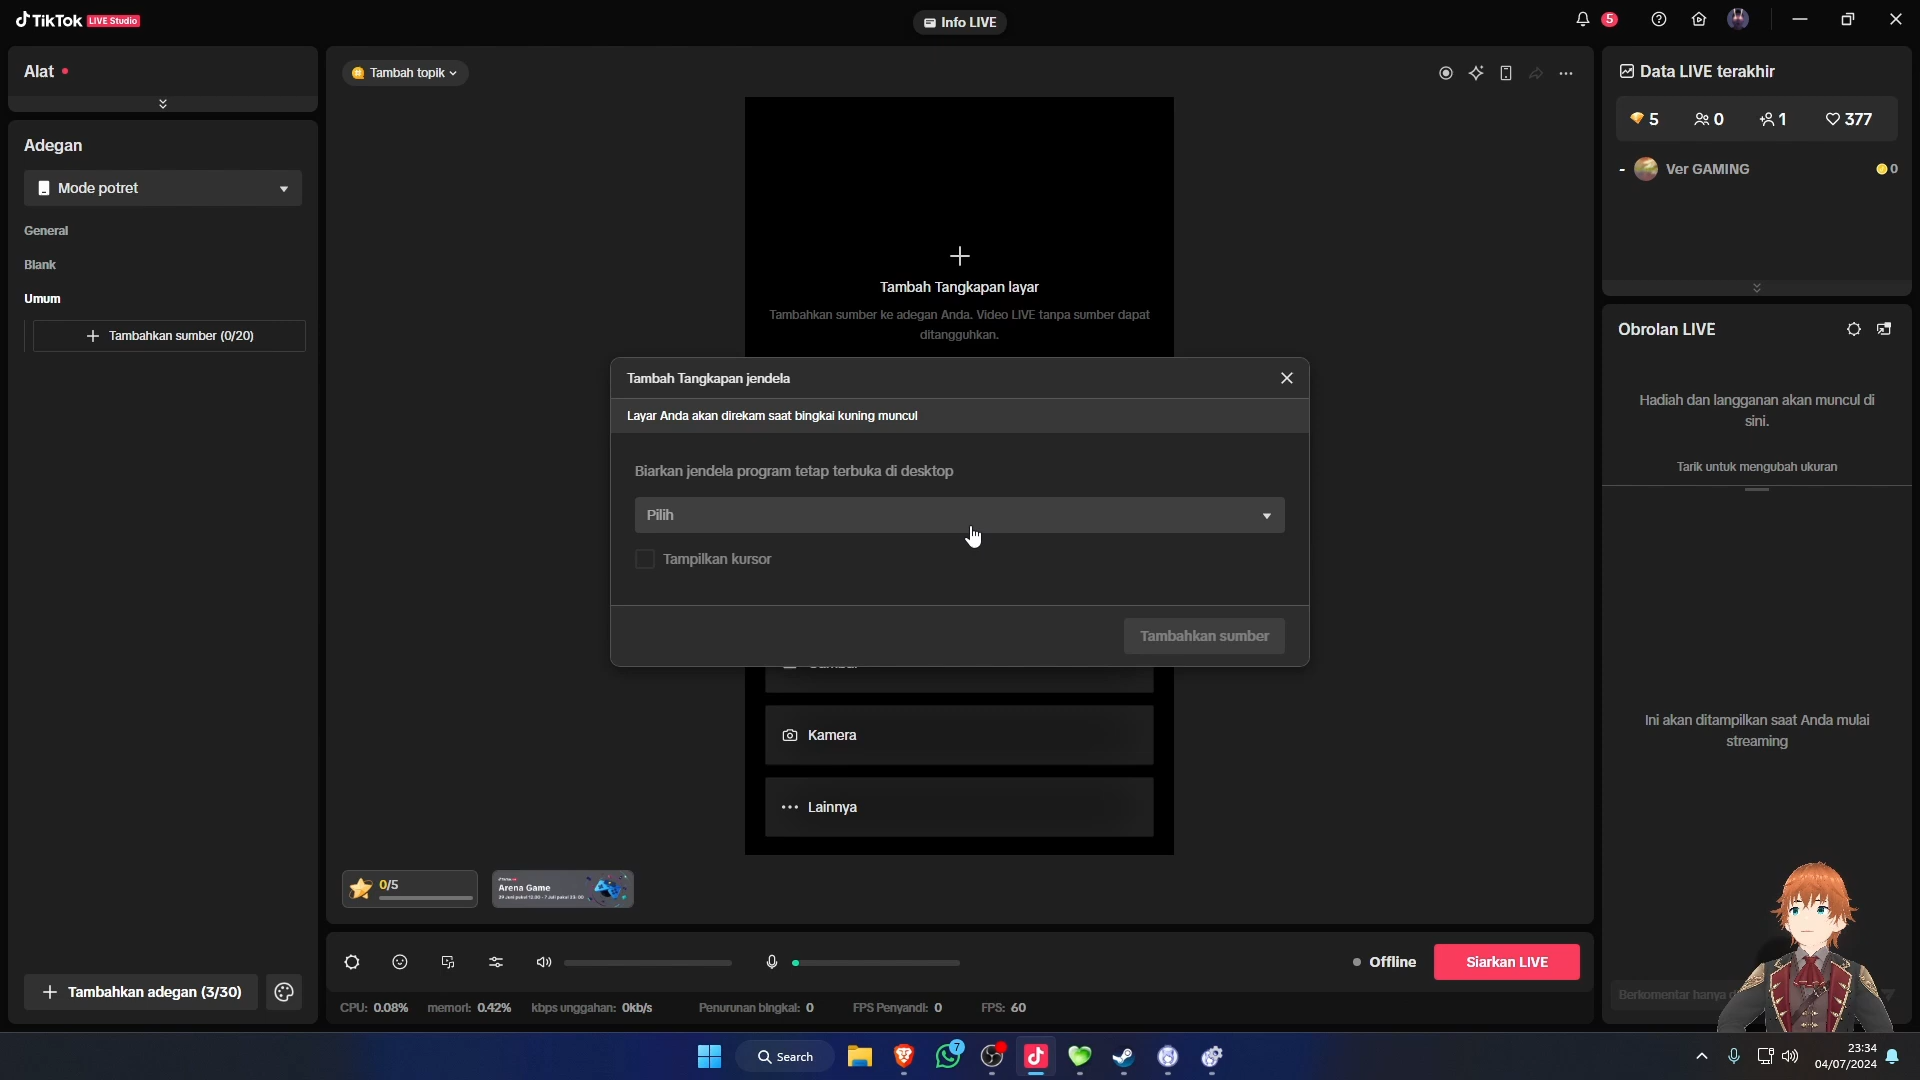 TikTok LIVE Studio
Info LIVE
5
Alat
Tambah topik
Adegan
Mode potret
General
Blank
Umum
Tambahkan sumber (0/20)
Tambah Tangkapan layar
Tambahkan sumber ke adegan Anda. Video LIVE tanpa sumber dapat
ditangguhkan.
Tambah Tangkapan jendela
Layar Anda akan direkam saat bingkai kuning muncul
Biarkan jendela program tetap terbuka di desktop
Pilih
Tampilkan kursor
Tambahkan sumber
Kamera
Lainnya
0/5
Arena Game
Data LIVE terakhir
5 0 1 377
- Ver GAMING 0
Obrolan LIVE
Hadiah dan langganan akan muncul di
sini.
Tarik untuk mengubah ukuran
Ini akan ditampilkan saat Anda mulai
streaming
Berkomentar hanya
Tambahkan adegan (3/30)
Offline
Siarkan LIVE
CPU: 0.08% memori: 0.42% kbps unggahan: 0kb/s Penurunan bingkai: 0 FPS Penyandi: 0 FPS: 60
Search
7
23:34
04/07/2024